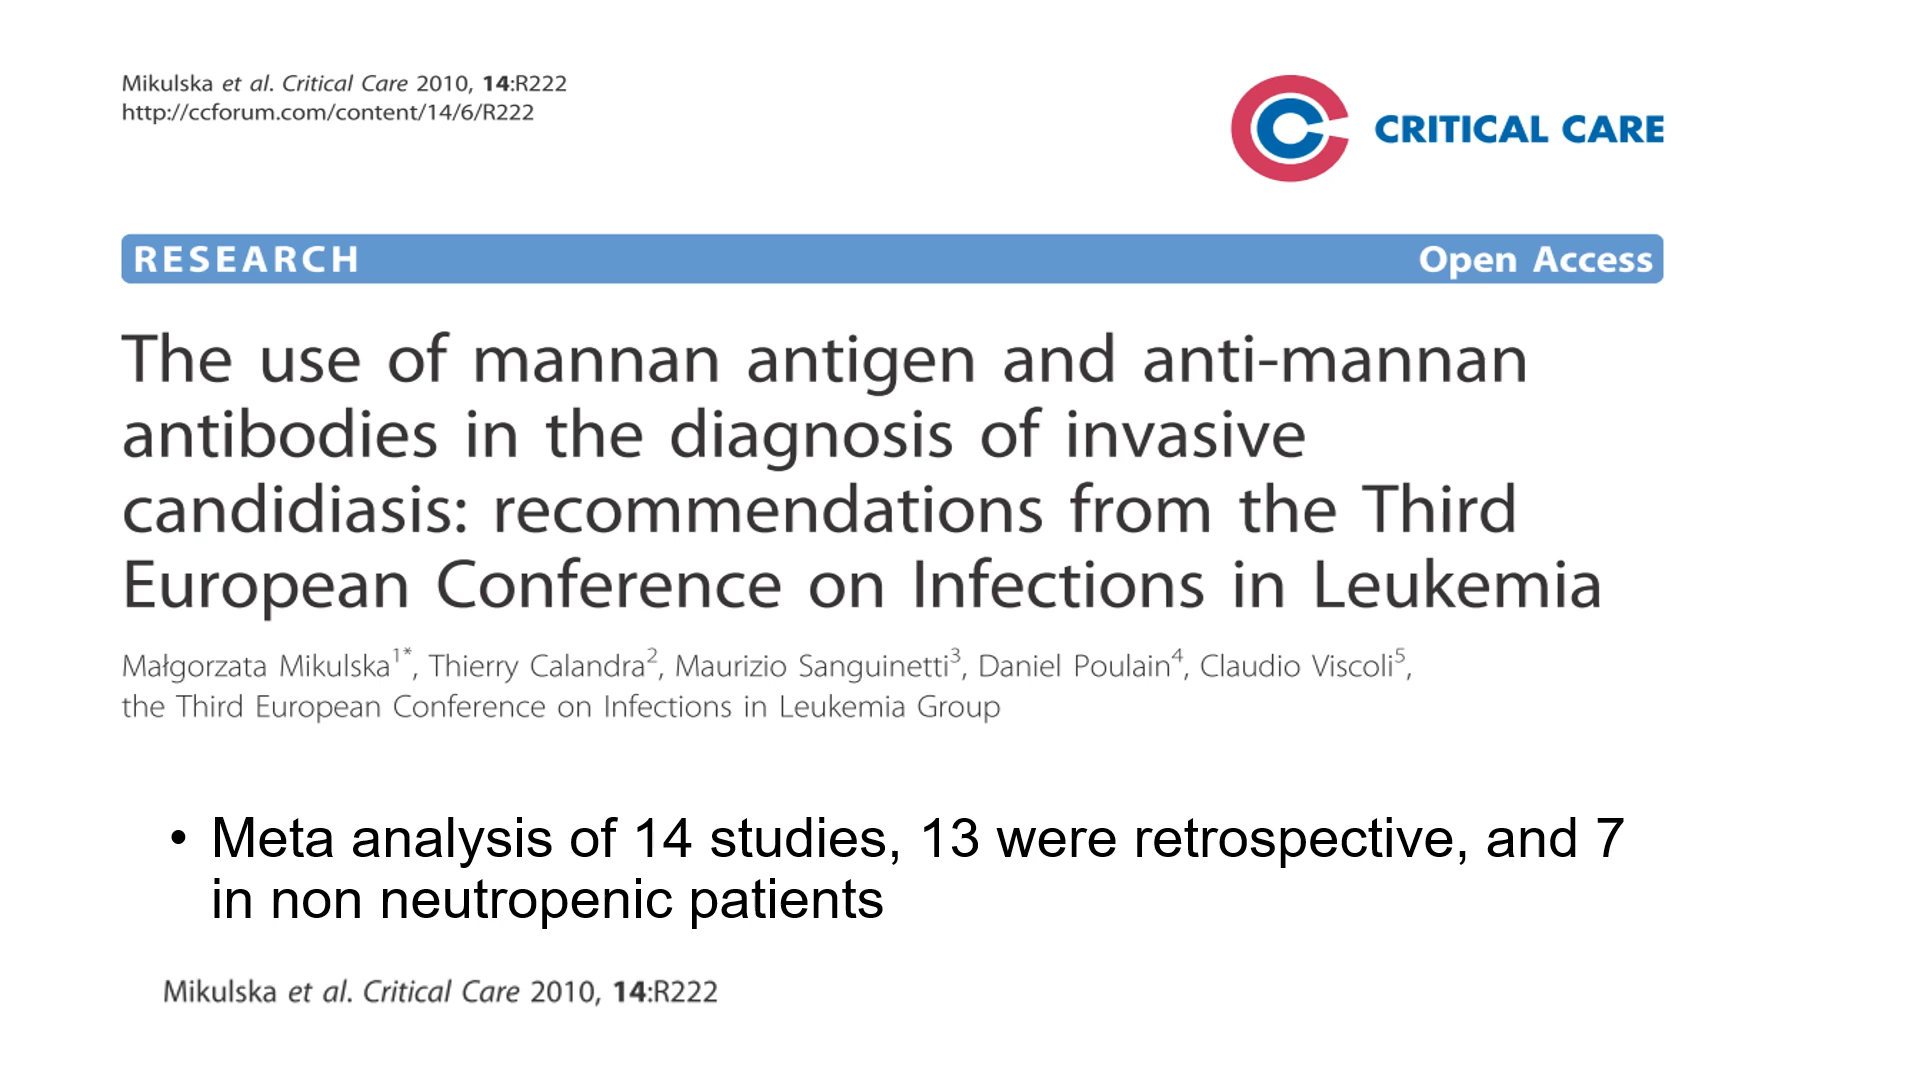 Mikulska et al. Critical Care 2010, 14:R222
http://ccforum.com/content/14/6/R222
CRITICAL CARE
RESEARCH
Open Access
The use of mannan antigen and anti-mannan
antibodies in the diagnosis of invasive
candidiasis: recommendations from the Third
European Conference on Infections in Leukemia
Małgorzata Mikulska1*, Thierry Calandra2, Maurizio Sanguinetti3, Daniel Poulain4, Claudio Viscoli5,
the Third European Conference on Infections in Leukemia Group
• Meta analysis of 14 studies, 13 were retrospective, and 7
in non neutropenic patients
Mikulska et al. Critical Care 2010, 14:R222